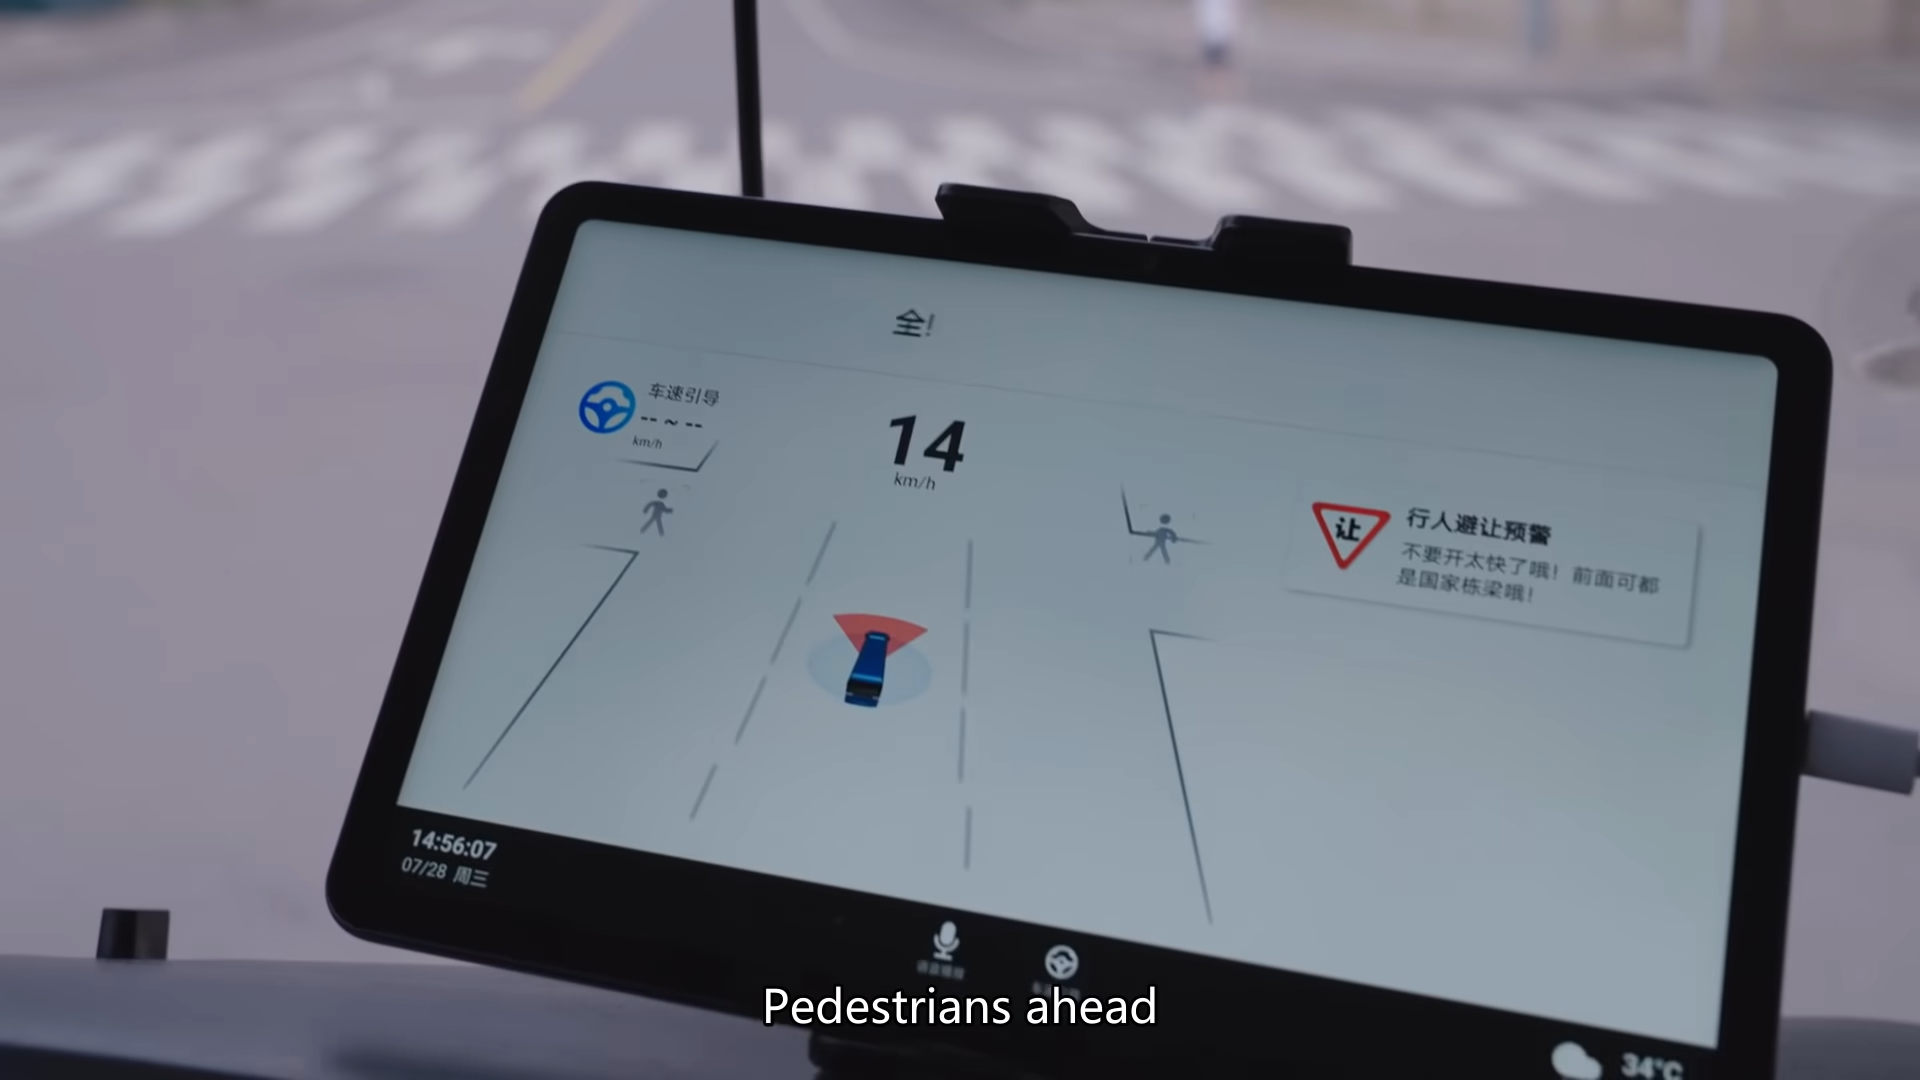 全!
车速引导
-- ~ --
km/h
14
km/h
让
行人避让预警
不要开太快了哦！前面可都
是国家栋梁哦！
14:56:07
07/28 周三
Pedestrians ahead
34°C